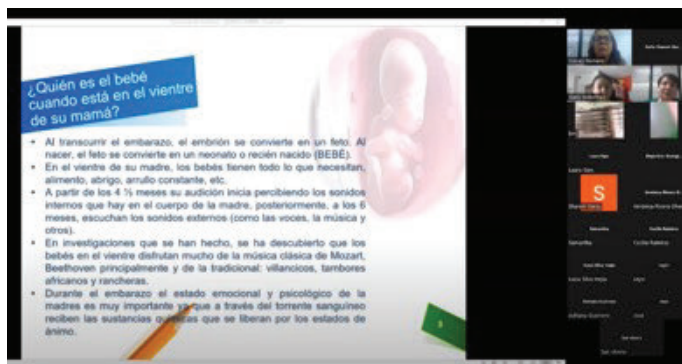 ¿Quién es el bebé
cuando está en el vientre
de su mamá?
• Al transcurrir el embarazo, el embrión se convierte en un feto. Al
nacer, el feto se convierte en un neonato o recién nacido (BEBÉ).
• En el vientre de su madre, los bebés tienen todo lo que necesitan,
alimento, abrigo, arrullo constante, etc.
• A partir de los 4 ½ meses su audición inicia percibiendo los sonidos
internos que hay en el cuerpo de la madre, posteriormente, a los 6
meses, escuchan los sonidos externos (como las voces, la música y
otros).
• En investigaciones que se han hecho, se ha descubierto que los
bebés en el vientre disfrutan mucho de la música clásica de Mozart,
Beethoven principalmente y de la tradicional: villancicos, tambores
africanos y rancheras.
• Durante el embarazo el estado emocional y psicológico de la
madres es muy importante ya que a través del torrente sanguíneo
reciben las sustancias químicas que se liberan por los estados de
ánimo.
3
S
Samantha
Samantha